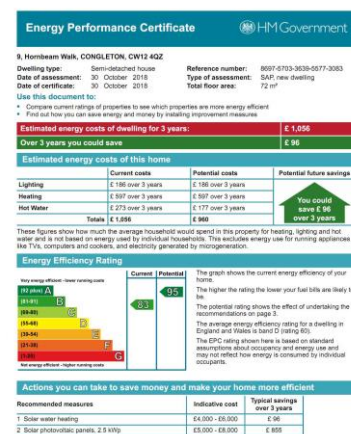 Energy Performance Certificate
HM Government
9, Hornbeam Walk, CONGLETON, CW12 4QZ
Dwelling type: Semi-detached house
Reference number: 8697-5703-3639-5577-3083
Date of assessment: 30 October 2018
Type of assessment: SAP, new dwelling
Date of certificate: 30 October 2018
Total floor area: 72 m²
Use this document to:
• Compare current ratings of properties to see which properties are more energy efficient
• Find out how you can save energy and money by installing improvement measures
Estimated energy costs of dwelling for 3 years: £ 1,056
Over 3 years you could save £ 96
Estimated energy costs of this home
Current costs Potential costs Potential future savings
Lighting £ 186 over 3 years £ 186 over 3 years
Heating £ 597 over 3 years £ 597 over 3 years
Hot Water £ 273 over 3 years £ 177 over 3 years
Totals £ 1,056 £ 960
You could
save £ 96
over 3 years
These figures show how much the average household would spend in this property for heating, lighting and hot
water and is not based on energy used by individual households. This excludes energy use for running appliances
like TVs, computers and cookers, and electricity generated by microgeneration.
Energy Efficiency Rating
Current Potential
Very energy efficient - lower running costs
(92 plus) A
(81-91) B
(69-80) C
(55-68) D
(39-54) E
(21-38) F
(1-20) G
Not energy efficient - higher running costs
83
95
The graph shows the current energy efficiency of your
home.
The higher the rating the lower your fuel bills are likely to
be.
The potential rating shows the effect of undertaking the
recommendations on page 3.
The average energy efficiency rating for a dwelling in
England and Wales is band D (rating 60).
The EPC rating shown here is based on standard
assumptions about occupancy and energy use and
may not reflect how energy is consumed by individual
occupants.
Actions you can take to save money and make your home more efficient
Recommended measures Indicative cost Typical savings
over 3 years
1 Solar water heating £4,000 - £6,000 £ 96
2 Solar photovoltaic panels, 2.5 kWp £5,000 - £8,000 £ 855